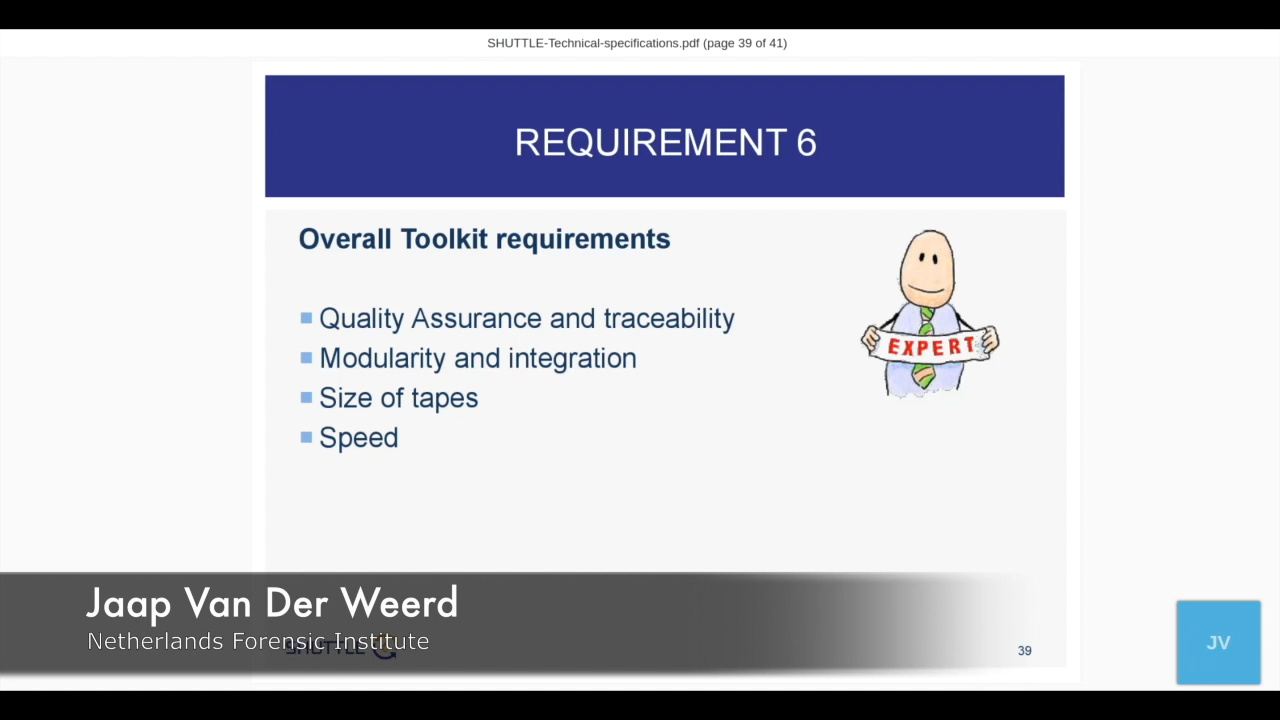 SHUTTLE-Technical-specifications.pdf (page 39 of 41)
REQUIREMENT 6
Overall Toolkit requirements
Quality Assurance and traceability
Modularity and integration
Size of tapes
Speed
EXPERT
Jaap Van Der Weerd
Netherlands Forensic Institute
SHUTTLE
39
JV